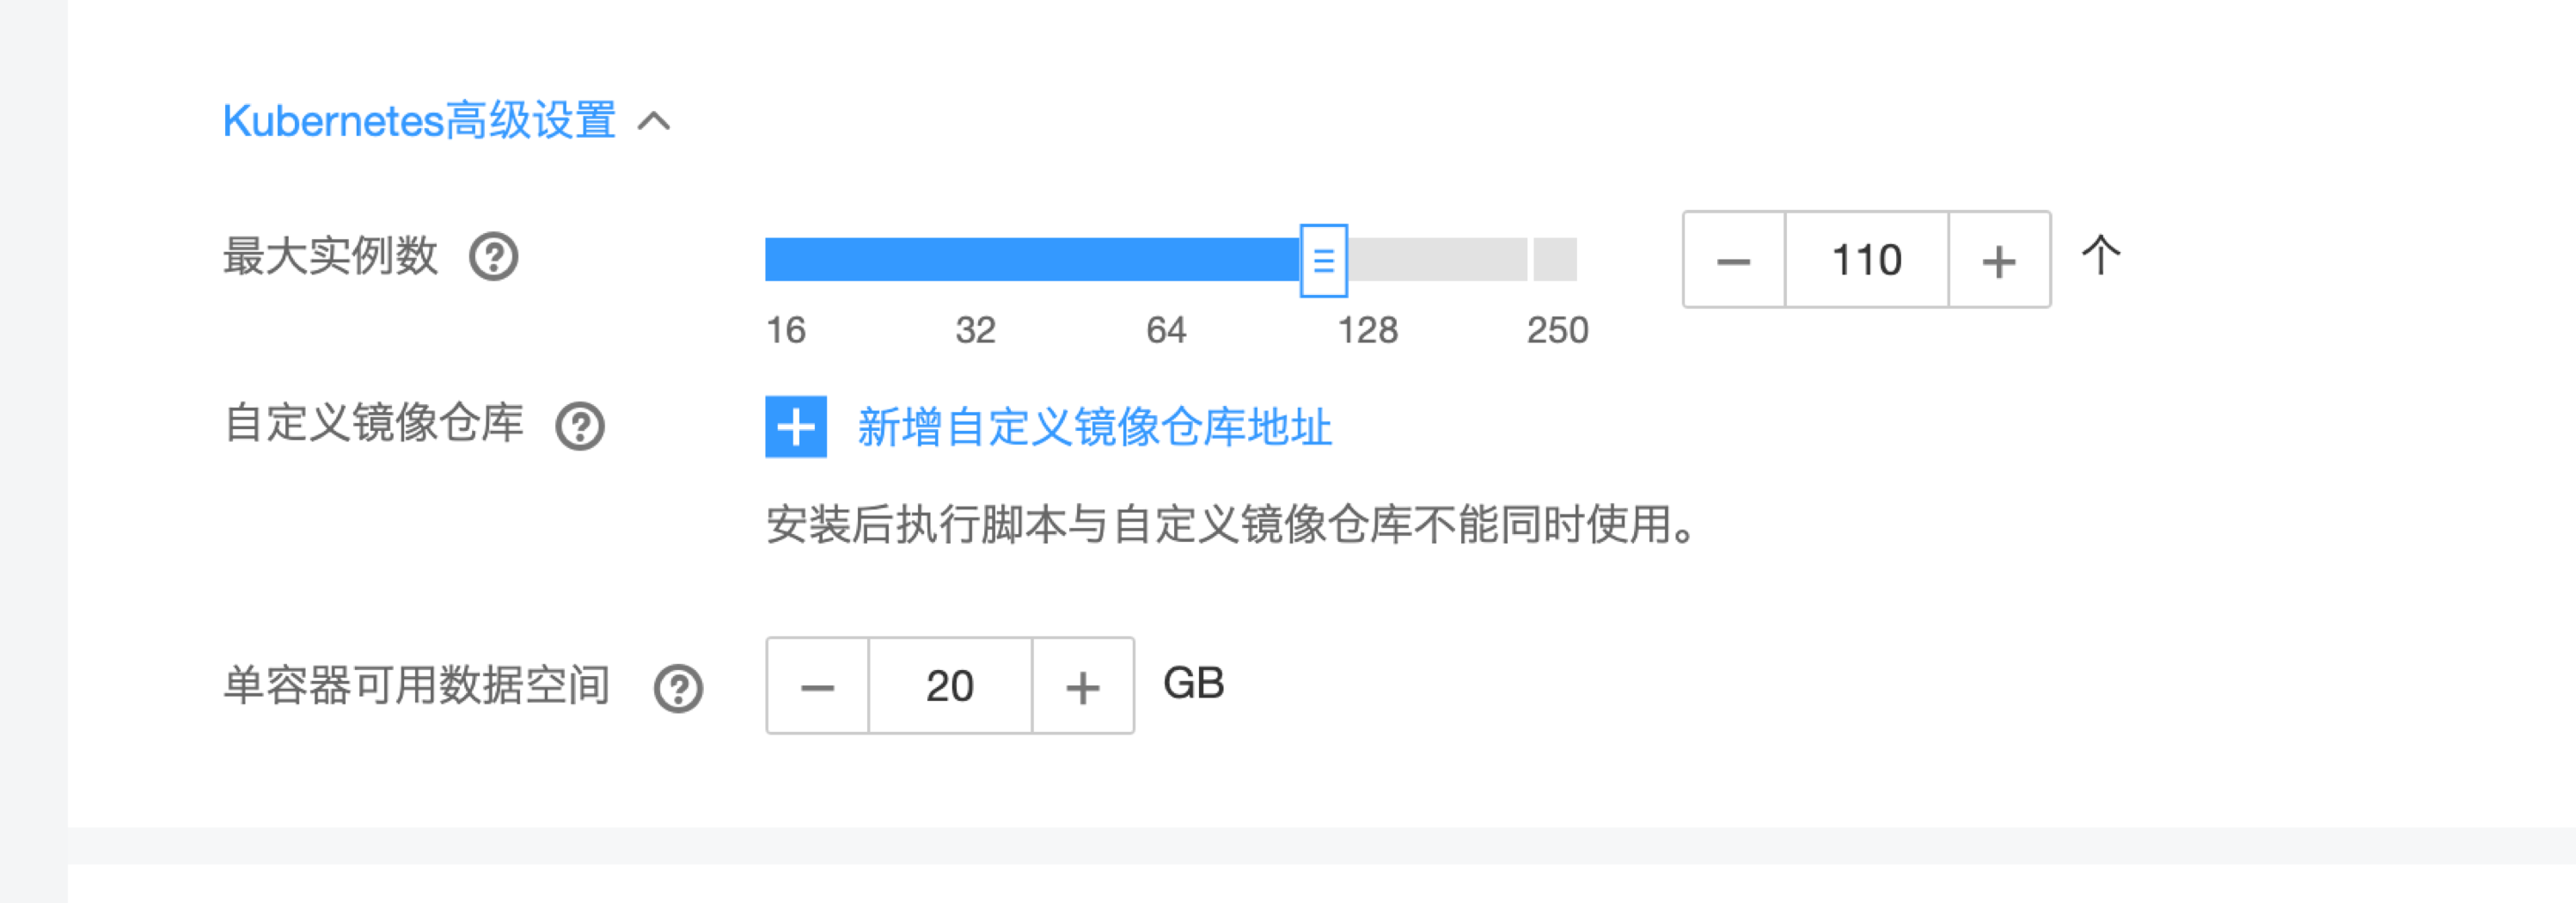 Kubernetes高级设置
最大实例数
110 个
16 32 64 128 250
自定义镜像仓库
新增自定义镜像仓库地址
安装后执行脚本与自定义镜像仓库不能同时使用。
单容器可用数据空间
20 GB